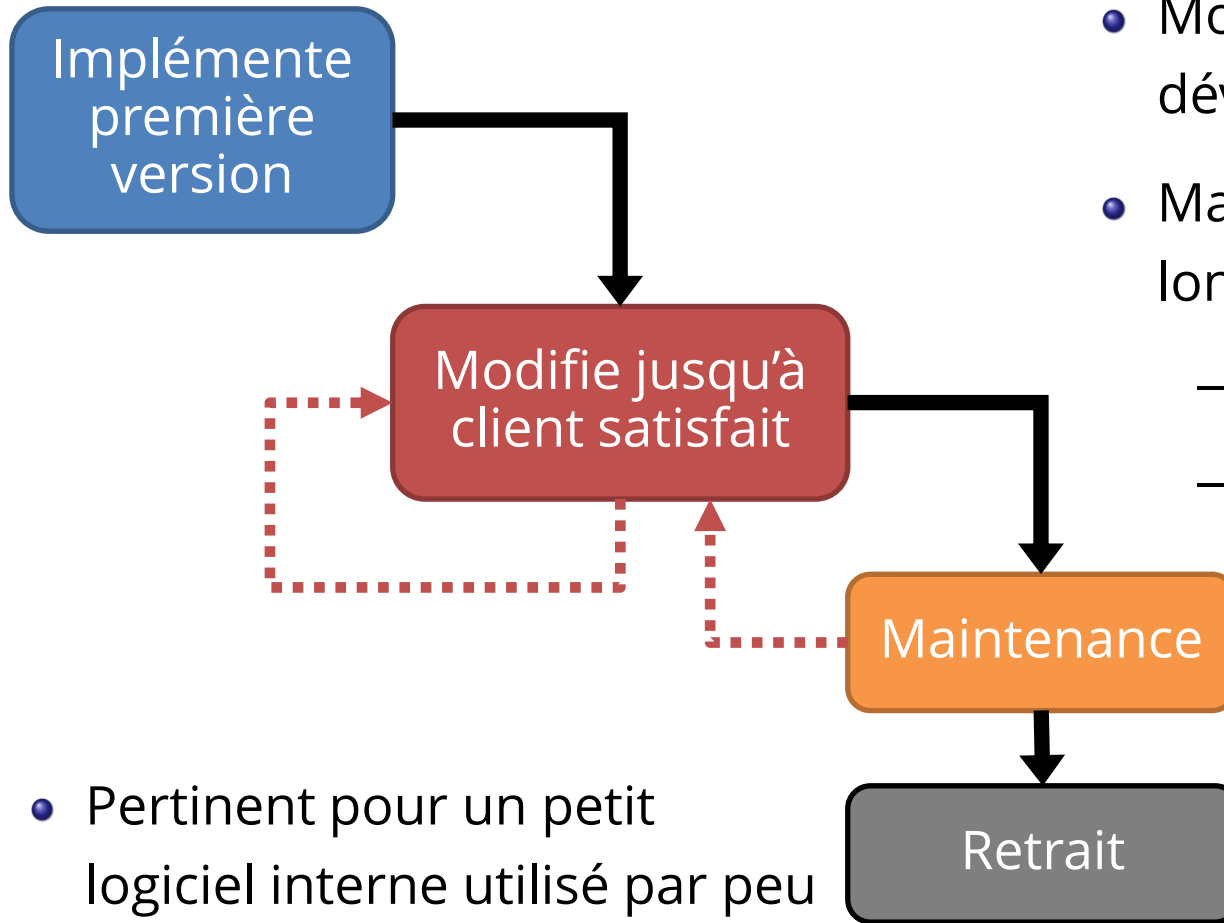 Implémente
première
version
Modifie jusqu’à
client satisfait
Maintenance
Retrait
Pertinent pour un petit
logiciel interne utilisé par peu